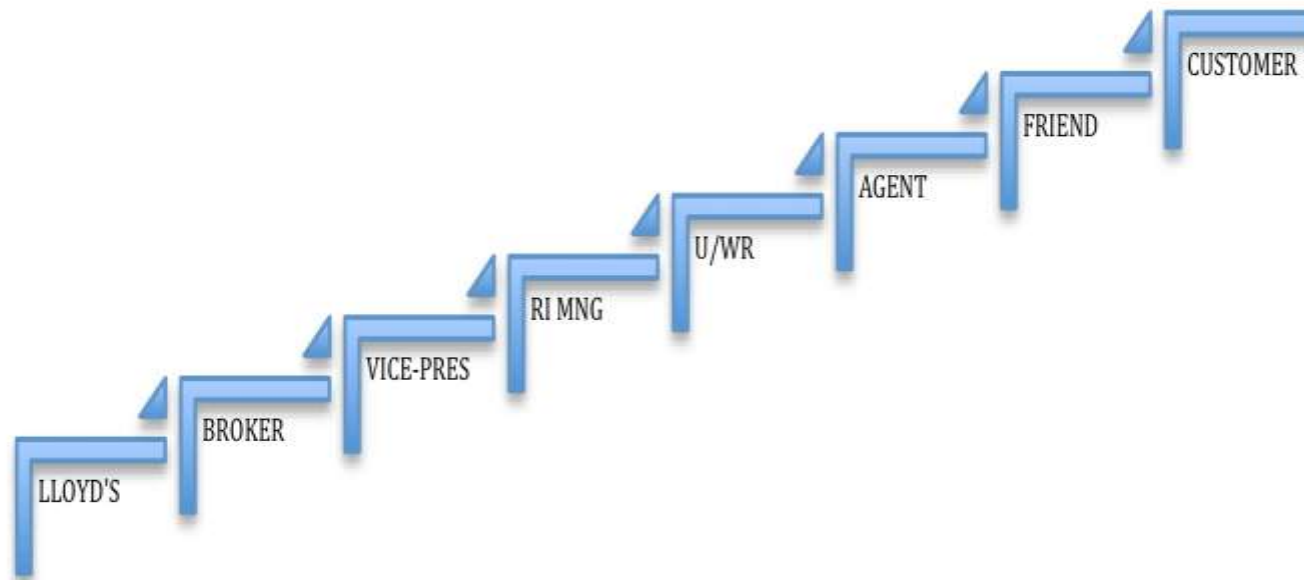 CUSTOMER
FRIEND
AGENT
U/WR
RI MNG
VICE-PRES
BROKER
LLOYD'S